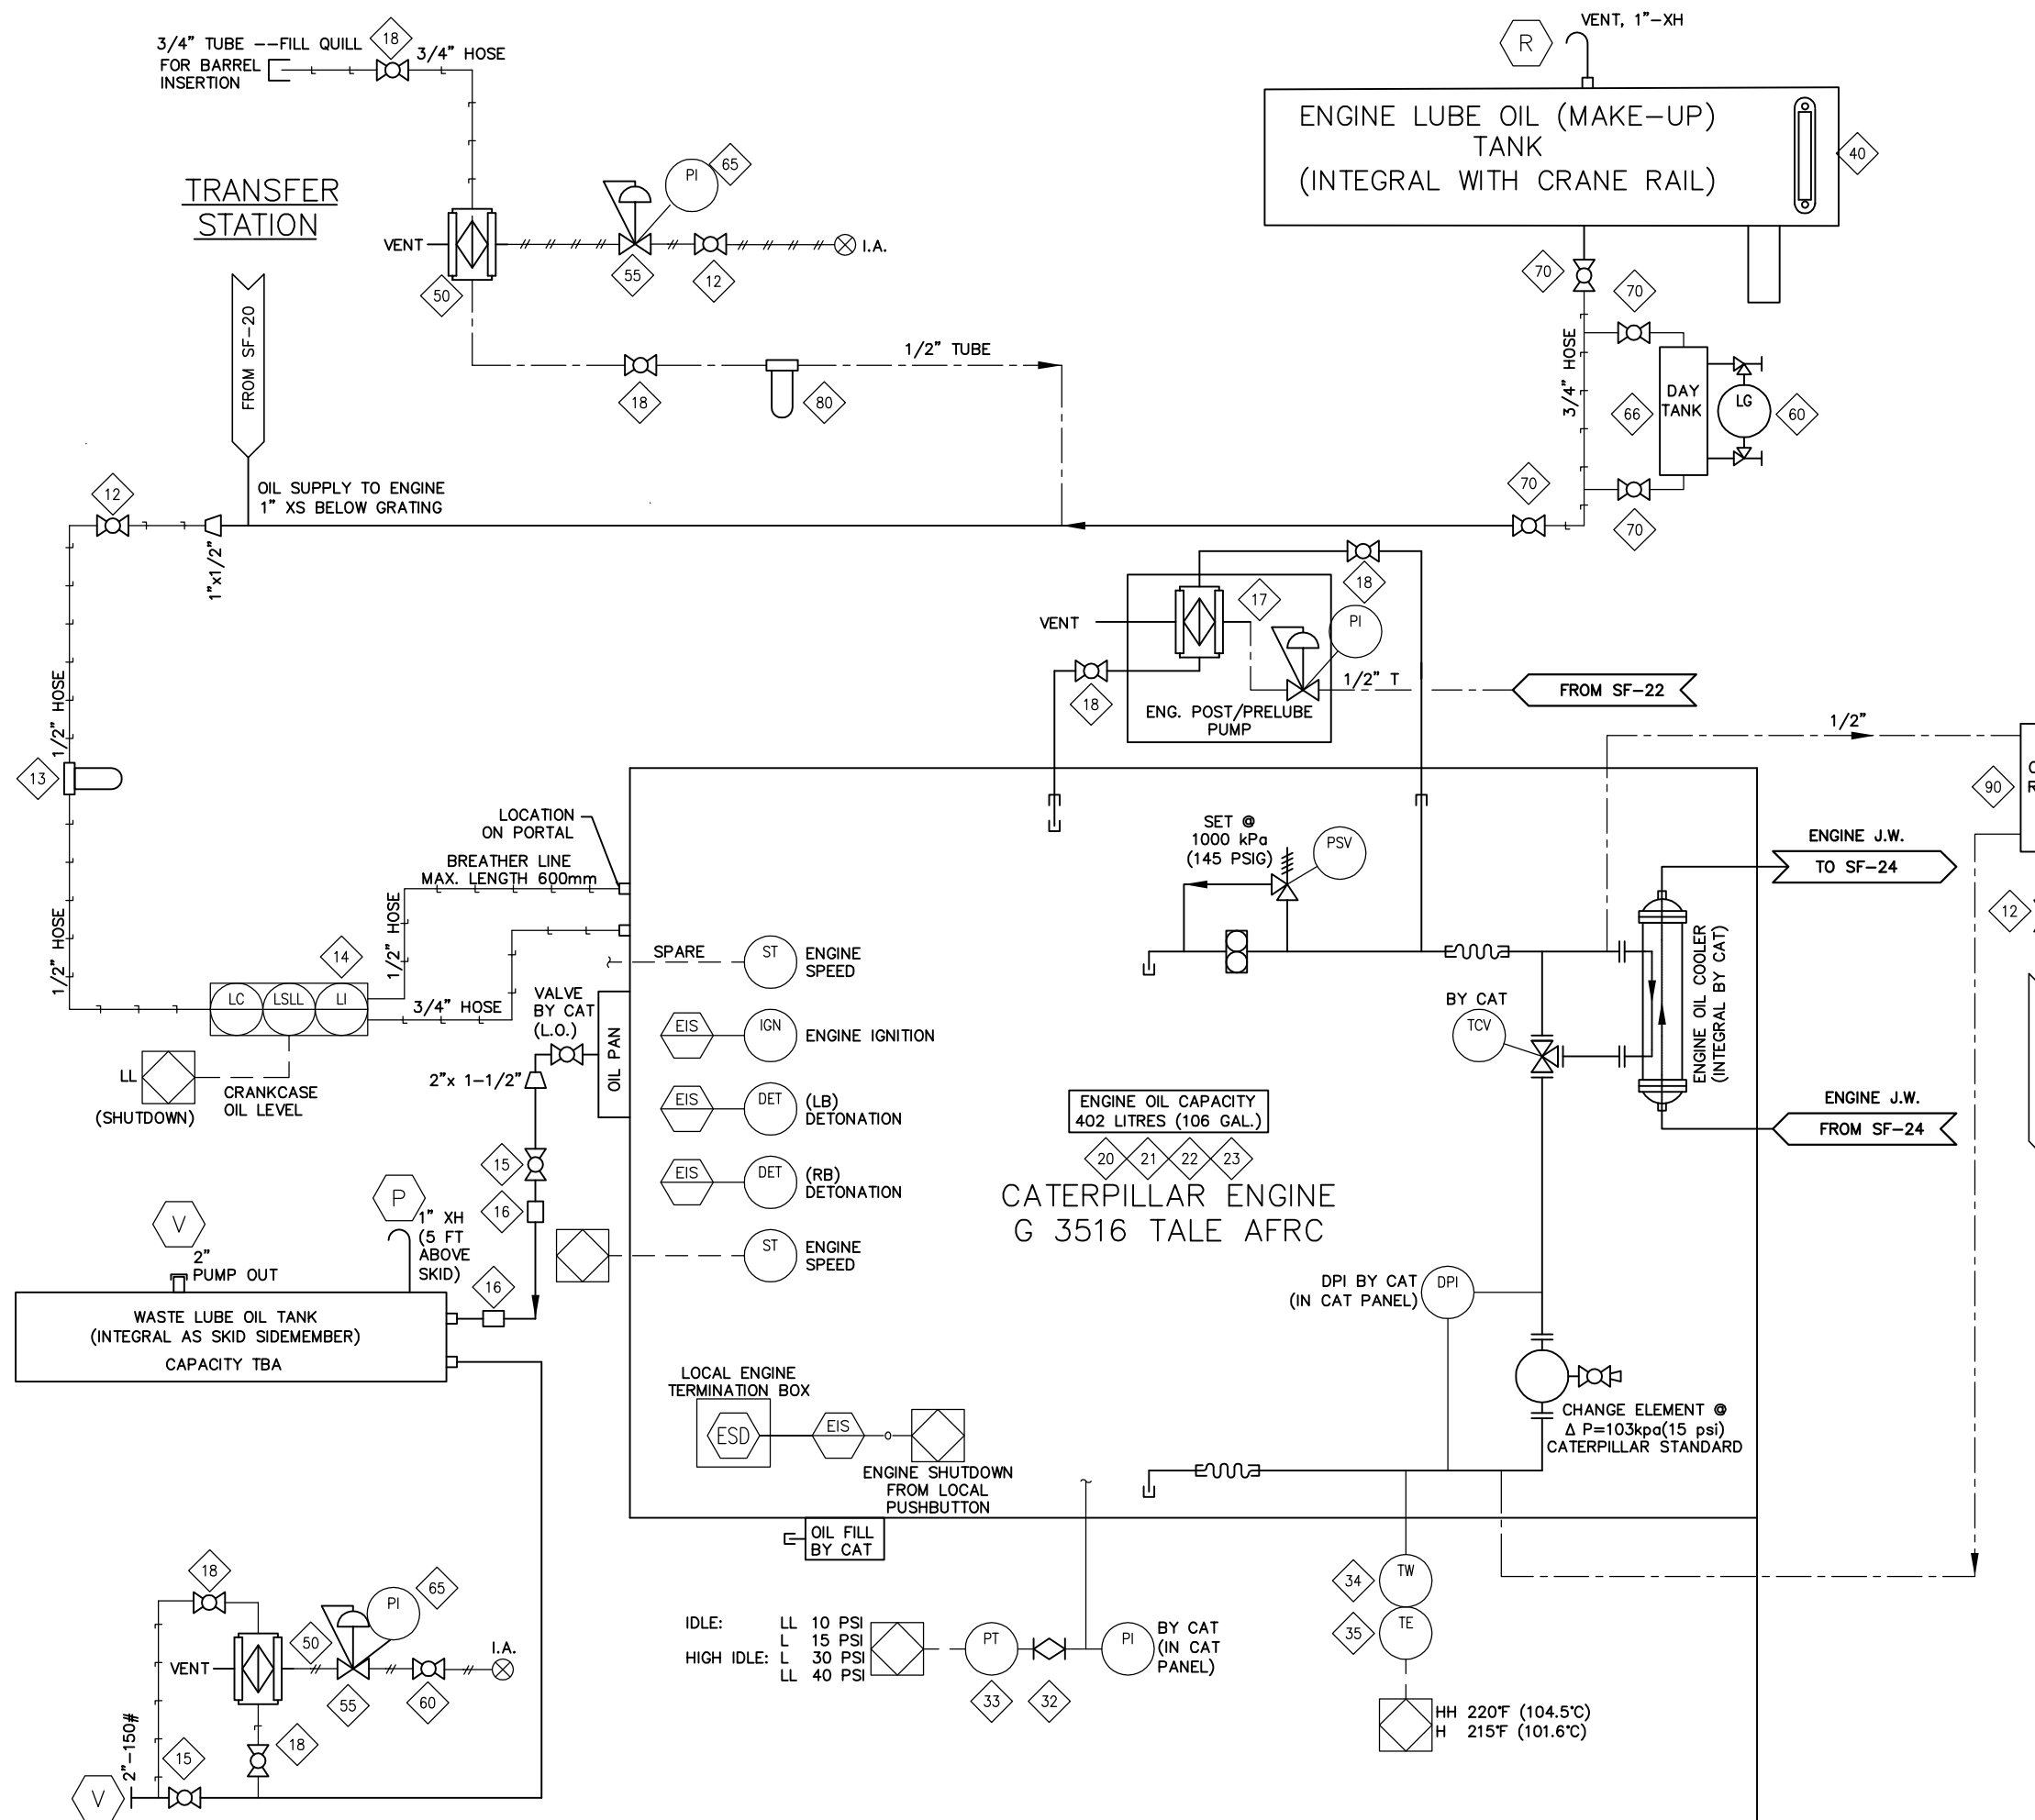 3/4" TUBE --FILL QUILL
FOR BARREL
INSERTION
18
3/4" HOSE
VENT, 1"-XH
R
ENGINE LUBE OIL (MAKE-UP)
TANK
(INTEGRAL WITH CRANE RAIL)
40
TRANSFER
STATION
PI
65
VENT
I.A.
50
55
12
FROM SF-20
1/2" TUBE
18
80
70
70
3/4" HOSE
66
DAY
TANK
LG
60
70
70
12
OIL SUPPLY TO ENGINE
1" XS BELOW GRATING
1"x1/2"
18
17
PI
VENT
18
1/2" T
FROM SF-22
ENG. POST/PRELUBE
PUMP
1/2" HOSE
13
1/2" HOSE
1/2"
90
C
R
12
LOCATION
ON PORTAL
BREATHER LINE
MAX. LENGTH 600mm
1/2" HOSE
14
LC
LSLL
LI
3/4" HOSE
LL
(SHUTDOWN)
CRANKCASE
OIL LEVEL
SET @
1000 kPa
(145 PSIG)
PSV
ENGINE J.W.
TO SF-24
ENGINE OIL COOLER
(INTEGRAL BY CAT)
ENGINE J.W.
FROM SF-24
BY CAT
TCV
SPARE
ST
ENGINE
SPEED
VALVE
BY CAT
(L.O.)
OIL PAN
2"x 1-1/2"
EIS
IGN
ENGINE IGNITION
EIS
DET
(LB)
DETONATION
EIS
DET
(RB)
DETONATION
ST
ENGINE
SPEED
ENGINE OIL CAPACITY
402 LITRES (106 GAL.)
20
21
22
23
CATERPILLAR ENGINE
G 3516 TALE AFRC
15
16
16
V
2"
PUMP OUT
P
1" XH
(5 FT
ABOVE
SKID)
WASTE LUBE OIL TANK
(INTEGRAL AS SKID SIDEMEMBER)
CAPACITY TBA
DPI BY CAT
(IN CAT PANEL)
DPI
CHANGE ELEMENT @
Δ P=103kpa(15 psi)
CATERPILLAR STANDARD
LOCAL ENGINE
TERMINATION BOX
ESD
EIS
ENGINE SHUTDOWN
FROM LOCAL
PUSHBUTTON
OIL FILL
BY CAT
IDLE: LL 10 PSI
L 15 PSI
HIGH IDLE: L 30 PSI
LL 40 PSI
PT
PI
BY CAT
(IN CAT
PANEL)
33
32
34
TW
35
TE
HH 220°F (104.5°C)
H 215°F (101.6°C)
18
50
PI
65
VENT
I.A.
55
60
18
2"-150#
15
V